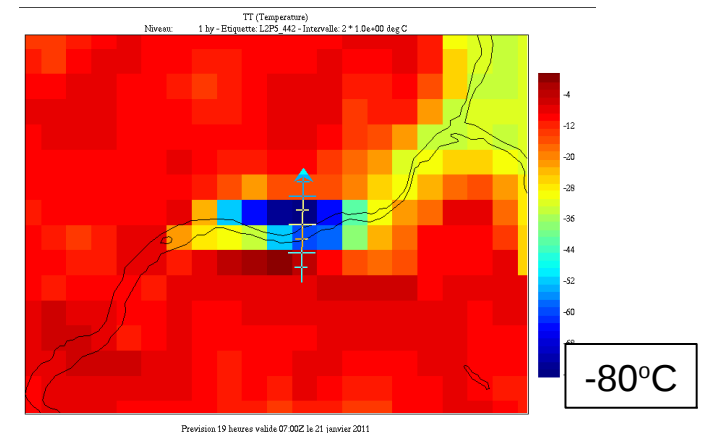 TT (Temperature)
Niveau: 1 hy - Etiquette: L2P5_442 - Intervalle: 2 * 1.0e+00 deg C
-4
-12
-20
-28
-36
-44
-52
-60
-80°C
Prevision 19 heures valide 07:00Z le 21 janvier 2011